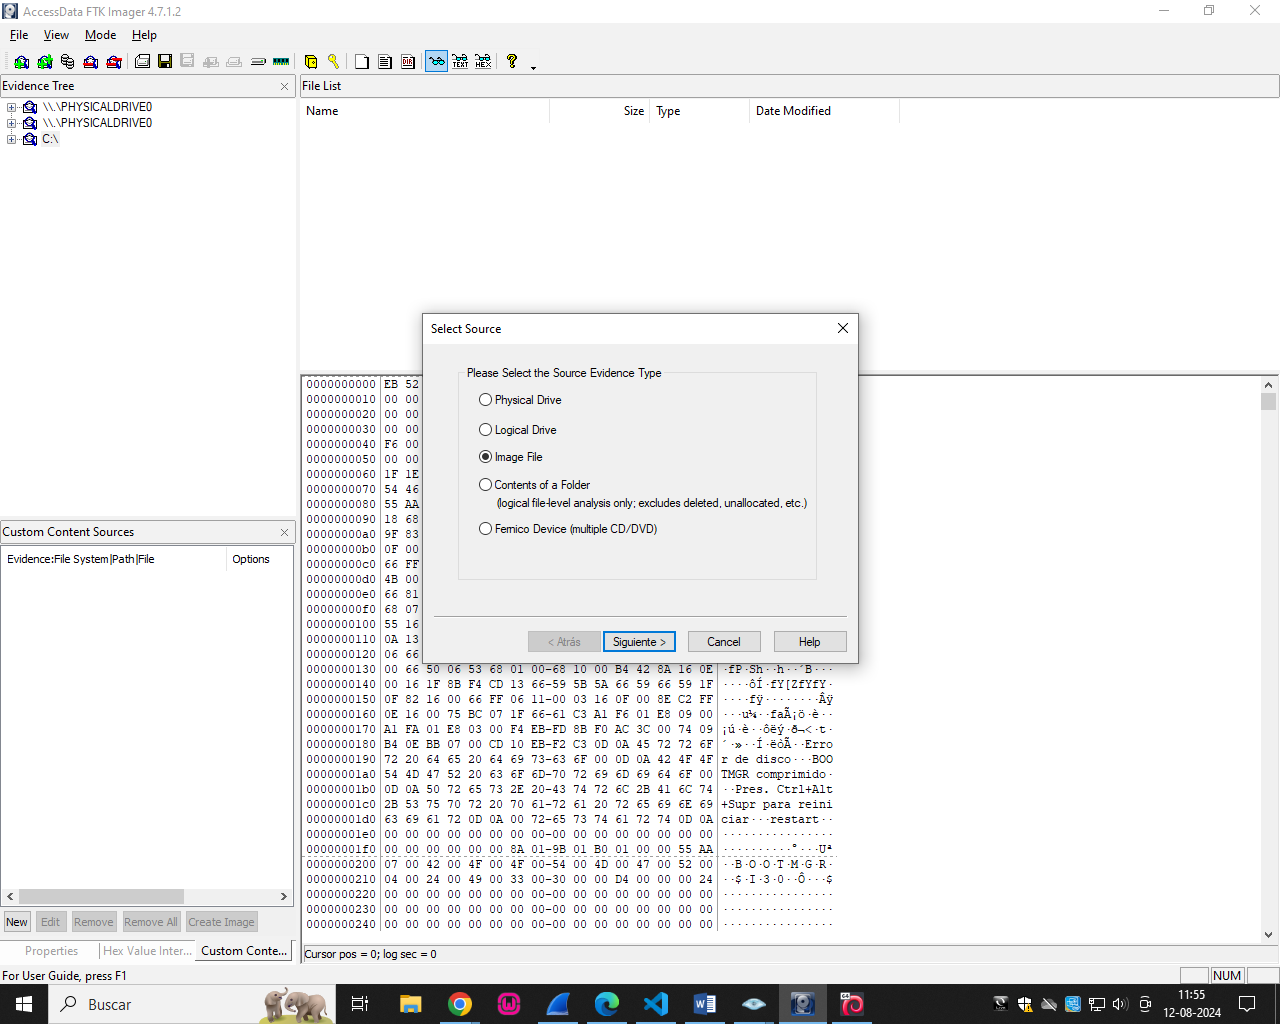 AccessData FTK Imager 4.7.1.2
File View Mode Help
Evidence Tree
\\.\PHYSICALDRIVE0
\\.\PHYSICALDRIVE0
C:\
File List
Name Size Type Date Modified
Select Source
Please Select the Source Evidence Type
Physical Drive
Logical Drive
Image File
Contents of a Folder
(logical file-level analysis only; excludes deleted, unallocated, etc.)
Fernico Device (multiple CD/DVD)
< Atrás Siguiente > Cancel Help
Custom Content Sources
Evidence:File System|Path|File Options
New Edit Remove Remove All Create Image
Properties Hex Value Inter... Custom Conte...
0000000000 EB 52
0000000010 00 00
0000000020 00 00
0000000030 00 00
0000000040 F6 00
0000000050 00 00
0000000060 1F 1E
0000000070 54 46
0000000080 55 AA
0000000090 18 68
00000000a0 9F 83
00000000b0 0F 00
00000000c0 66 FF
00000000d0 4B 00
00000000e0 66 81
00000000f0 68 07
0000000100 55 16
0000000110 0A 13
0000000120 06 66
0000000130 00 66 50 06 53 68 01 00-68 10 00 B4 42 8A 16 0E ·fP·Sh··h··´B···
0000000140 00 16 1F 8B F4 CD 13 66-59 5B 5A 66 59 66 59 1F ····ôÍ·fY[ZfYfY·
0000000150 0F 82 16 00 66 FF 06 11-00 03 16 0F 00 8E C2 FF ····fÿ········Âÿ
0000000160 0E 16 00 75 BC 07 1F 66-61 C3 A1 F6 01 E8 09 00 ···u¼··faÃ¡ö·è··
0000000170 A1 FA 01 E8 03 00 F4 EB-FD 8B F0 AC 3C 00 74 09 ¡ú·è··ôëý·ð¬<·t·
0000000180 B4 0E BB 07 00 CD 10 EB-F2 C3 0D 0A 45 72 72 6F ´·»··Í·ëòÃ··Erro
0000000190 72 20 64 65 20 64 69 73-63 6F 00 0D 0A 42 4F 4F r de disco···BOO
00000001a0 54 4D 47 52 20 63 6F 6D-70 72 69 6D 69 64 6F 00 TMGR comprimido·
00000001b0 0D 0A 50 72 65 73 2E 20-43 74 72 6C 2B 41 6C 74 ··Pres. Ctrl+Alt
00000001c0 2B 53 75 70 72 20 70 61-72 61 20 72 65 69 6E 69 +Supr para reini
00000001d0 63 69 61 72 0D 0A 00 72-65 73 74 61 72 74 0D 0A ciar···restart··
00000001e0 00 00 00 00 00 00 00 00-00 00 00 00 00 00 00 00 ················
00000001f0 00 00 00 00 00 00 8A 01-9B 01 B0 01 00 00 55 AA ··········°···Uª
0000000200 07 00 42 00 4F 00 4F 00-54 00 4D 00 47 00 52 00 ··B·O·O·T·M·G·R·
0000000210 04 00 24 00 49 00 33 00-30 00 00 D4 00 00 00 24 ··$·I·3·0··Ô···$
0000000220 00 00 00 00 00 00 00 00-00 00 00 00 00 00 00 00 ················
0000000230 00 00 00 00 00 00 00 00-00 00 00 00 00 00 00 00 ················
0000000240 00 00 00 00 00 00 00 00-00 00 00 00 00 00 00 00 ················
Cursor pos = 0; log sec = 0
For User Guide, press F1 NUM
Buscar
11:55
12-08-2024